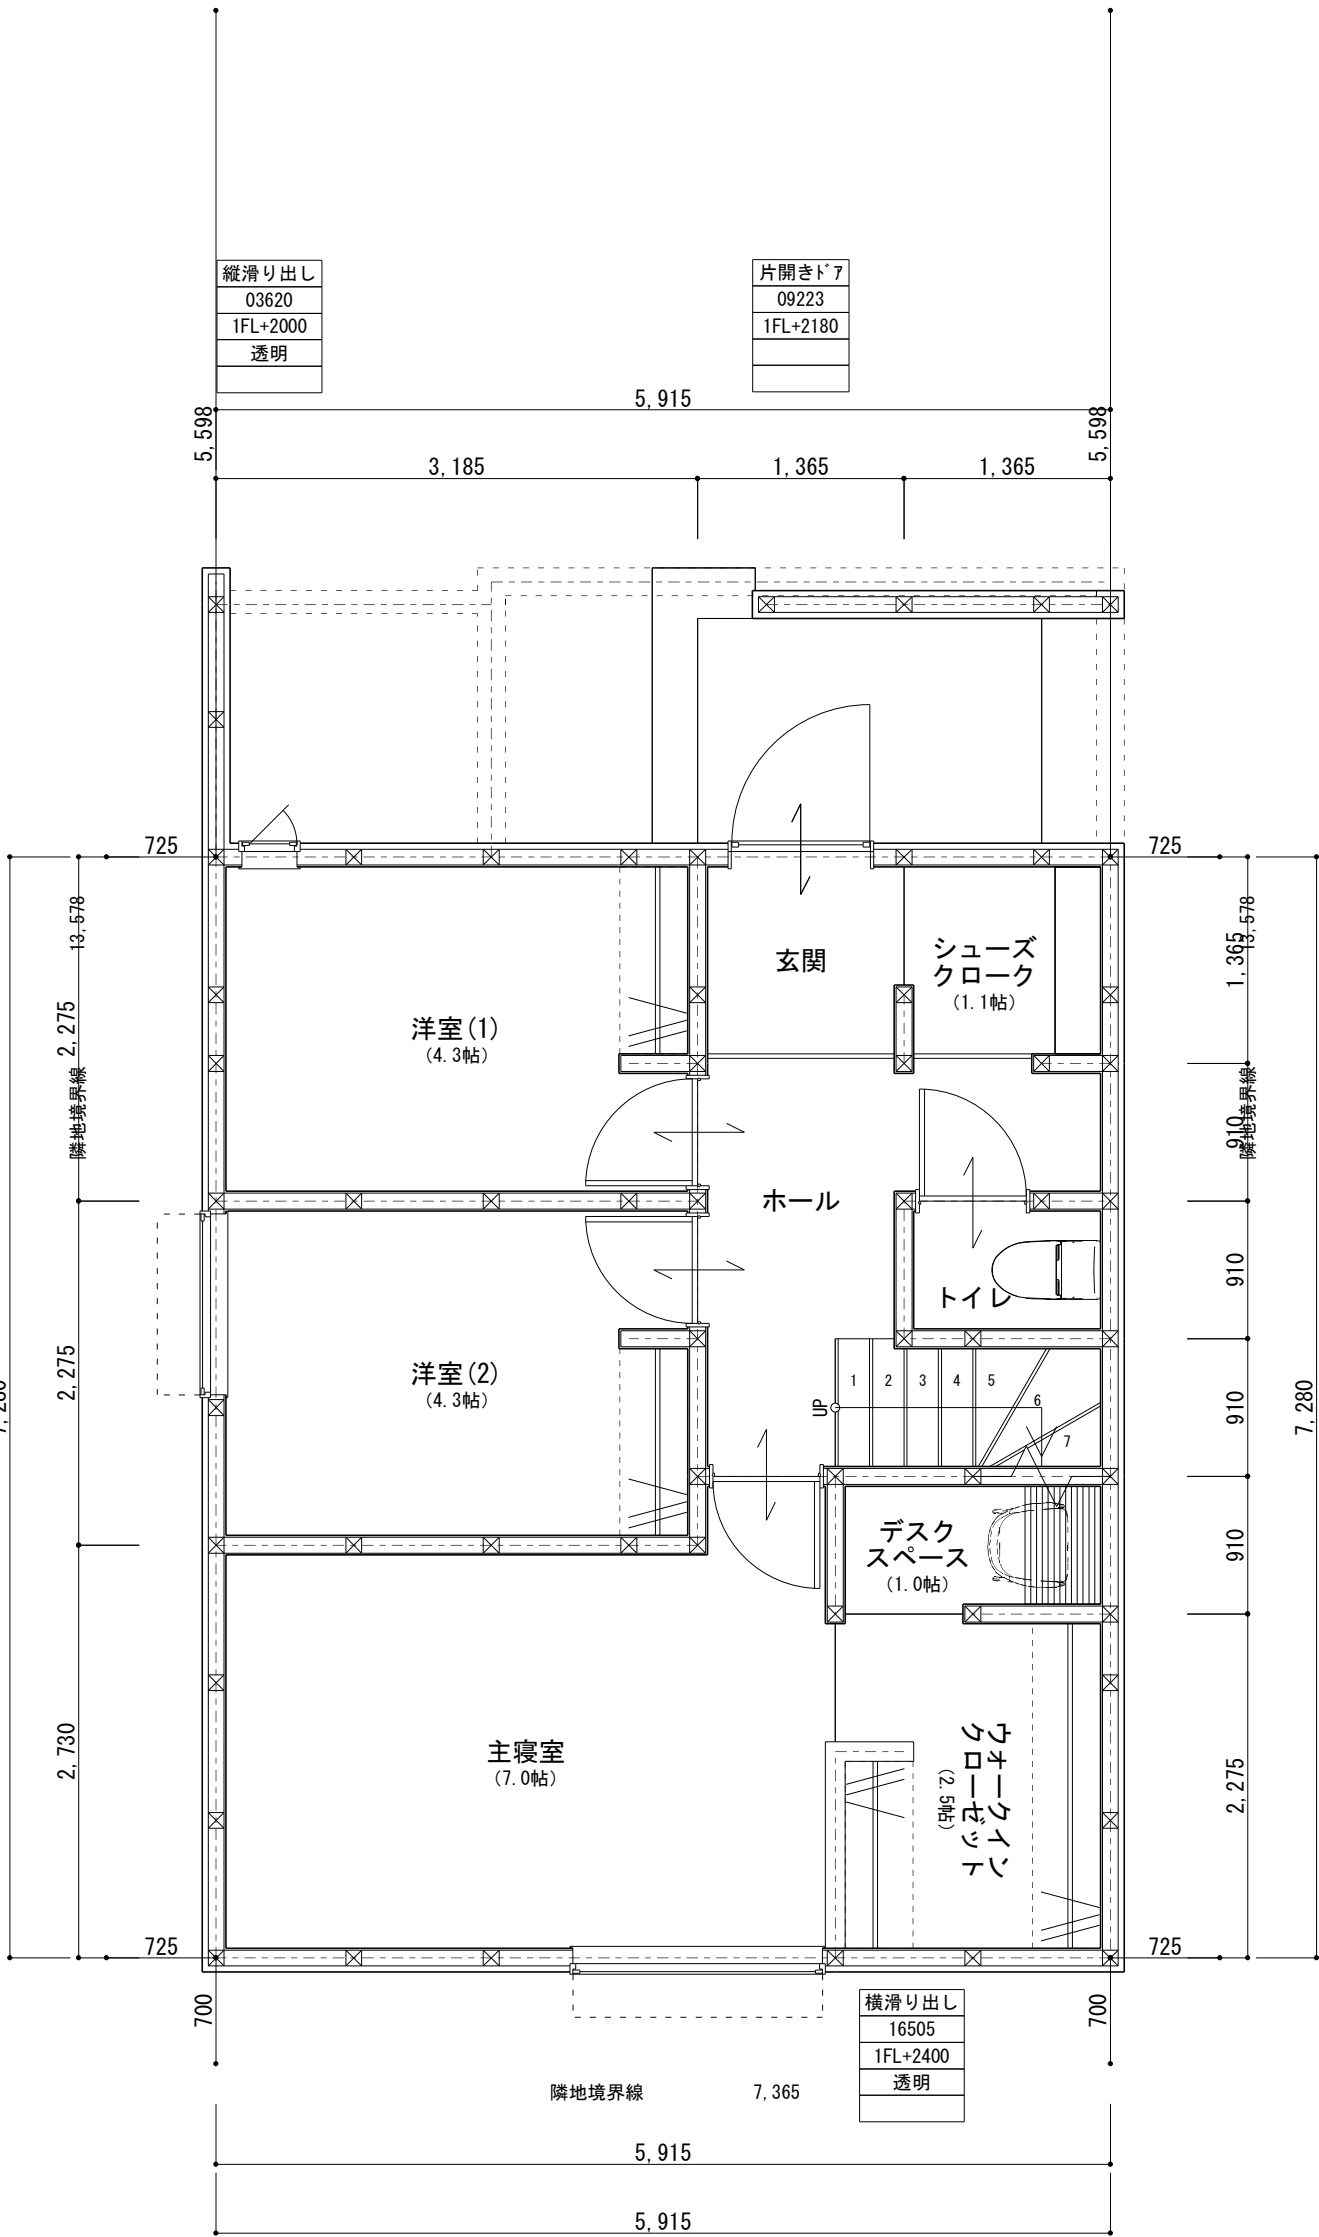 縦滑り出し
03620
1FL+2000
透明
片開きﾄﾞｱ
09223
1FL+2180
5,915
5,598
5,598
3,185
1,365
1,365
725
725
13,578
13,578
1,365
玄関
シューズ
クローク
(1.1帖)
洋室(1)
(4.3帖)
2,275
隣地境界線
隣地境界線
910
ホール
トイレ
910
洋室(2)
(4.3帖)
2,275
7,280
1
2
3
4
5
6
7
UP
910
7,280
デスク
スペース
(1.0帖)
910
主寝室
(7.0帖)
2,730
ウォークイン
クローゼット
(2.5帖)
2,275
725
725
700
700
横滑り出し
16505
1FL+2400
透明
隣地境界線
7,365
5,915
5,915